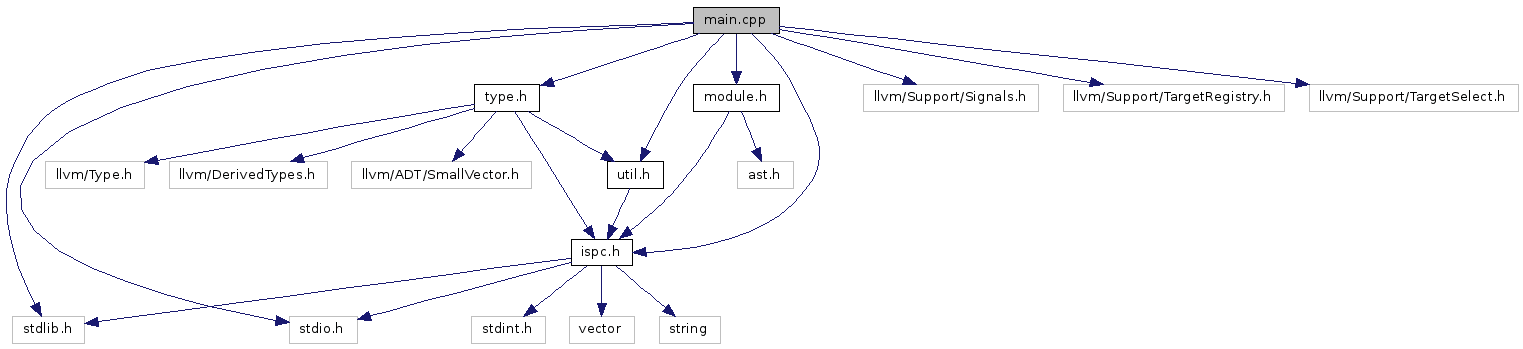 main.cpp
type.h
module.h
llvm/Support/Signals.h
llvm/Support/TargetRegistry.h
llvm/Support/TargetSelect.h
llvm/Type.h
llvm/DerivedTypes.h
llvm/ADT/SmallVector.h
util.h
ast.h
ispc.h
stdlib.h
stdio.h
stdint.h
vector
string